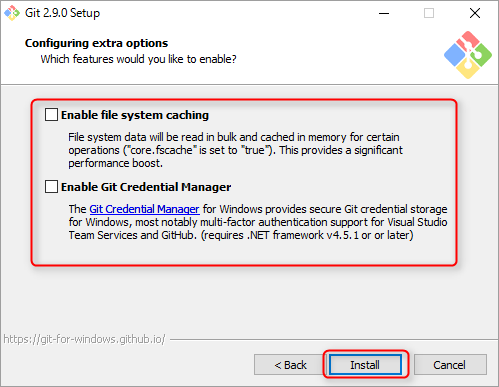 Git 2.9.0 Setup
Configuring extra options
Which features would you like to enable?
Enable file system caching
File system data will be read in bulk and cached in memory for certain
operations ("core.fscache" is set to "true"). This provides a significant
performance boost.
Enable Git Credential Manager
The Git Credential Manager for Windows provides secure Git credential storage
for Windows, most notably multi-factor authentication support for Visual Studio
Team Services and GitHub. (requires .NET framework v4.5.1 or or later)
https://git-for-windows.github.io/
< Back
Install
Cancel